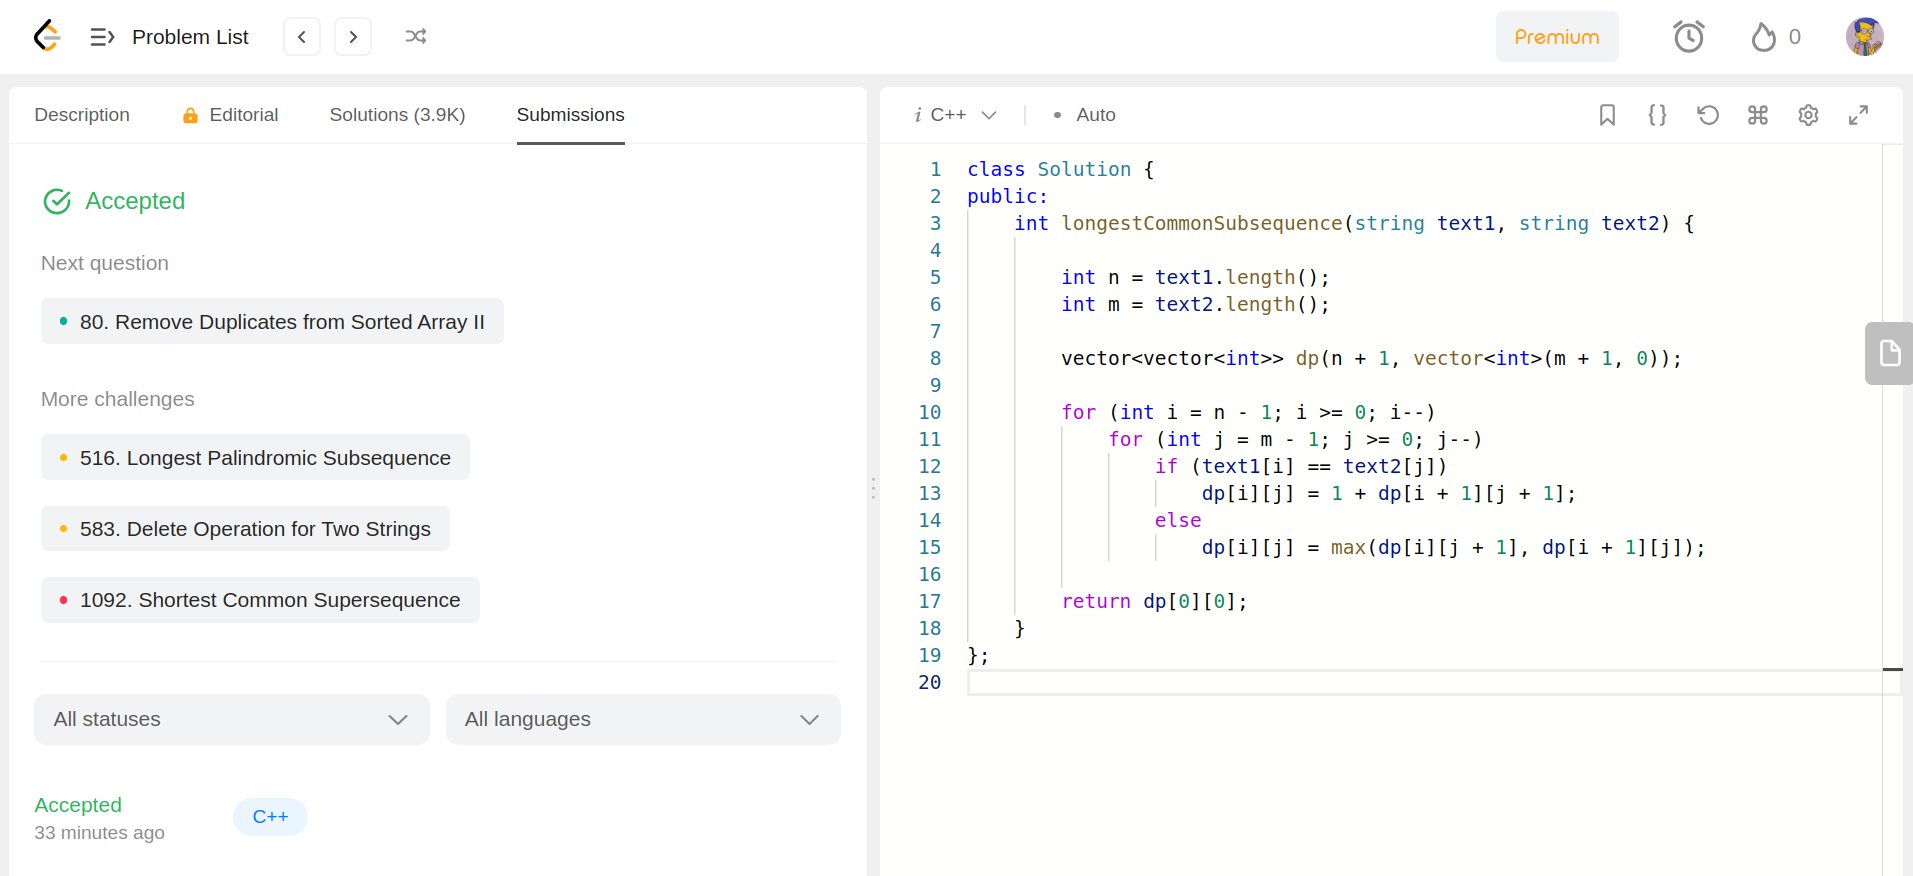 Problem List
Premium
0
Description
Editorial
Solutions (3.9K)
Submissions
Accepted
Next question
80. Remove Duplicates from Sorted Array II
More challenges
516. Longest Palindromic Subsequence
583. Delete Operation for Two Strings
1092. Shortest Common Supersequence
All statuses
All languages
Accepted
33 minutes ago
C++
i C++
Auto
1 class Solution {
2 public:
3     int longestCommonSubsequence(string text1, string text2) {
4
5         int n = text1.length();
6         int m = text2.length();
7
8         vector<vector<int>> dp(n + 1, vector<int>(m + 1, 0));
9
10         for (int i = n - 1; i >= 0; i--)
11             for (int j = m - 1; j >= 0; j--)
12                 if (text1[i] == text2[j])
13                     dp[i][j] = 1 + dp[i + 1][j + 1];
14                 else
15                     dp[i][j] = max(dp[i][j + 1], dp[i + 1][j]);
16
17         return dp[0][0];
18     }
19 };
20